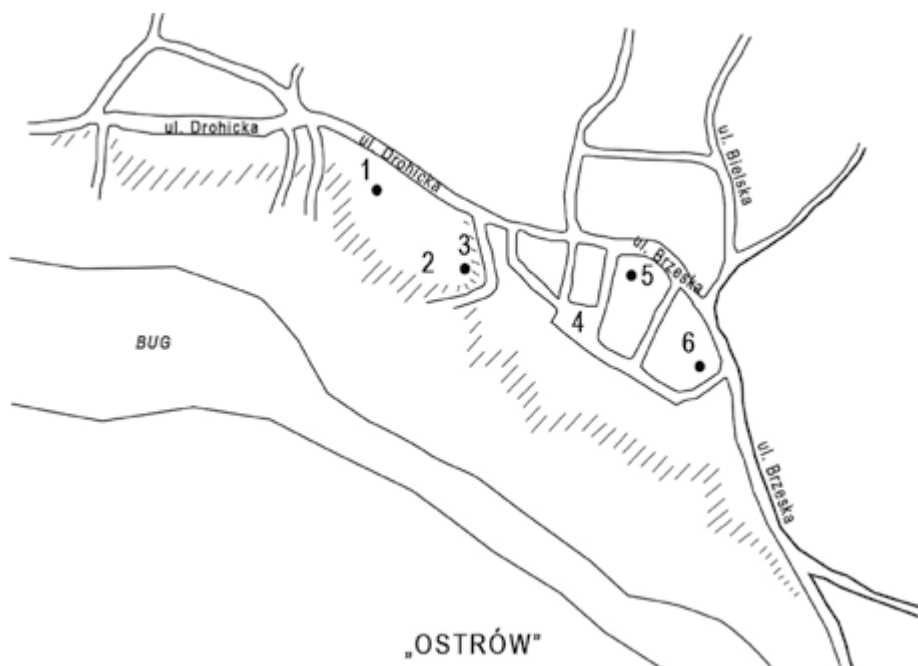 ul. Drohicka
ul. Drohicka
ul. Bielska
1
2
3
ul. Brzeska
4
5
6
BUG
ul. Brzeska
„OSTRÓW”